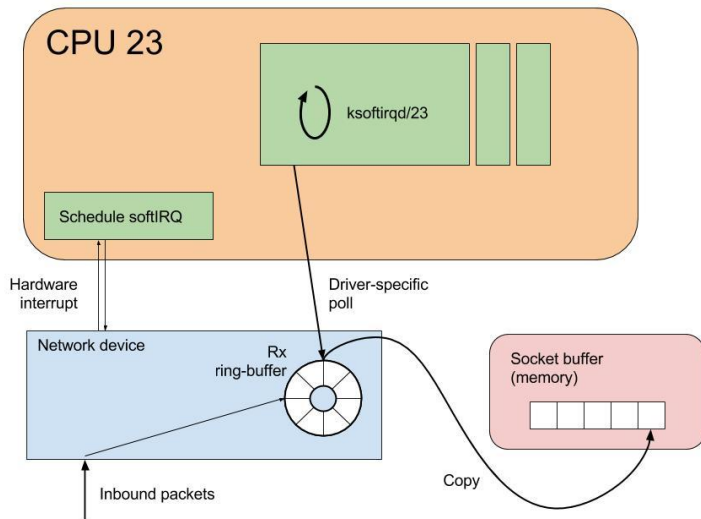 CPU 23
ksoftirqd/23
Schedule softIRQ
Hardware
interrupt
Driver-specific
poll
Network device
Rx
ring-buffer
Socket buffer
(memory)
Copy
Inbound packets